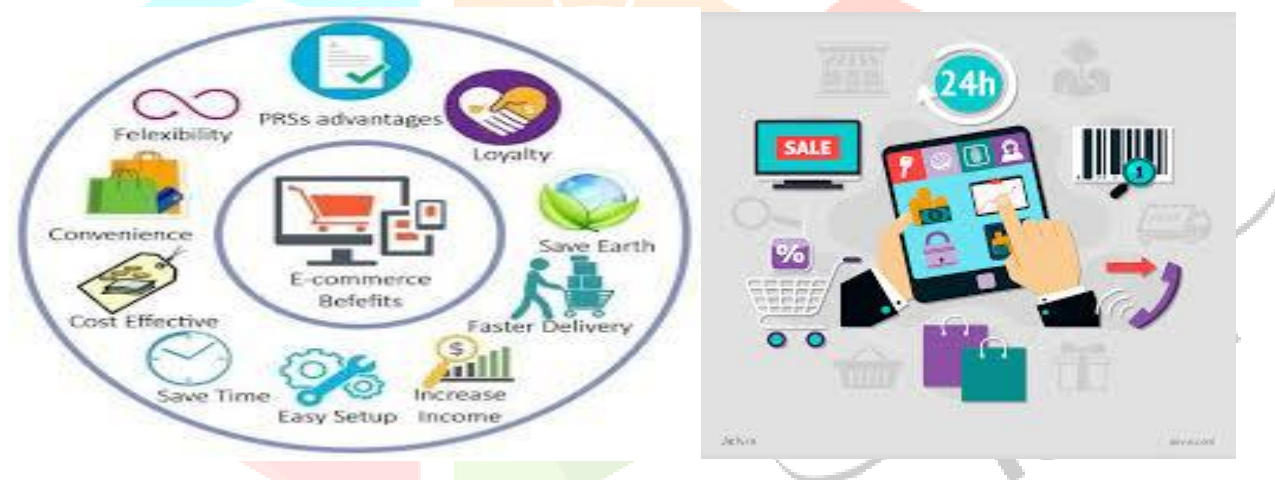 PRSs advantages
Felexibility
Loyalty
Convenience
Save Earth
E-commerce
Befefits
Cost Effective
Faster Delivery
Save Time
Easy Setup
Increase
Income
$
24h
SALE
1
%